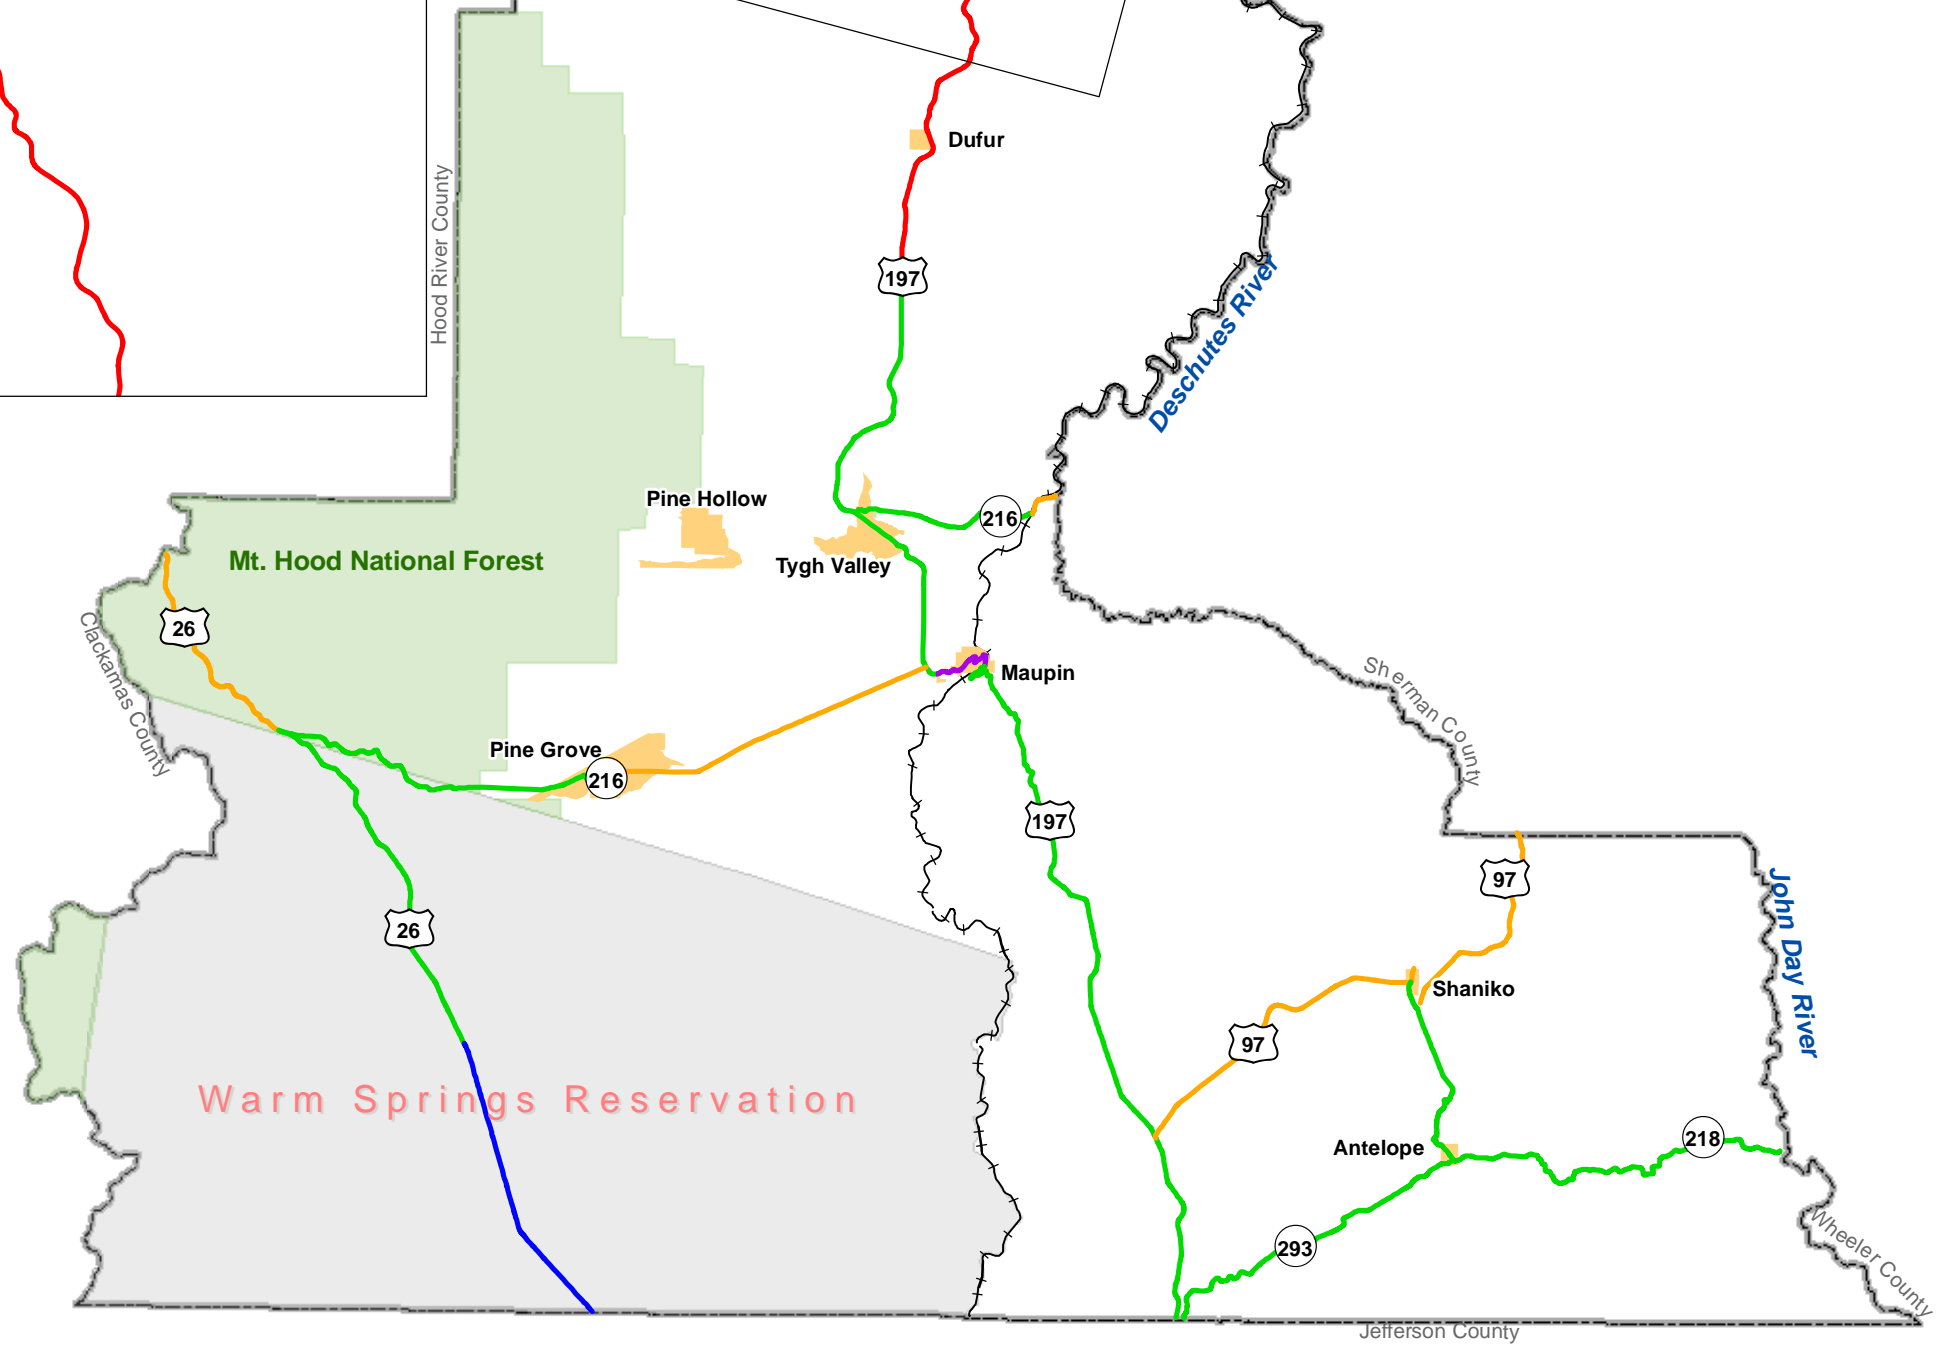 Dufur
Hood River County
197
Deschutes River
Pine Hollow
216
Mt. Hood National Forest
Tygh Valley
26
Clackamas County
Maupin
Sherman County
Pine Grove
216
197
97
John Day River
26
Shaniko
97
Warm Springs Reservation
Antelope
218
293
Wheeler County
Jefferson County